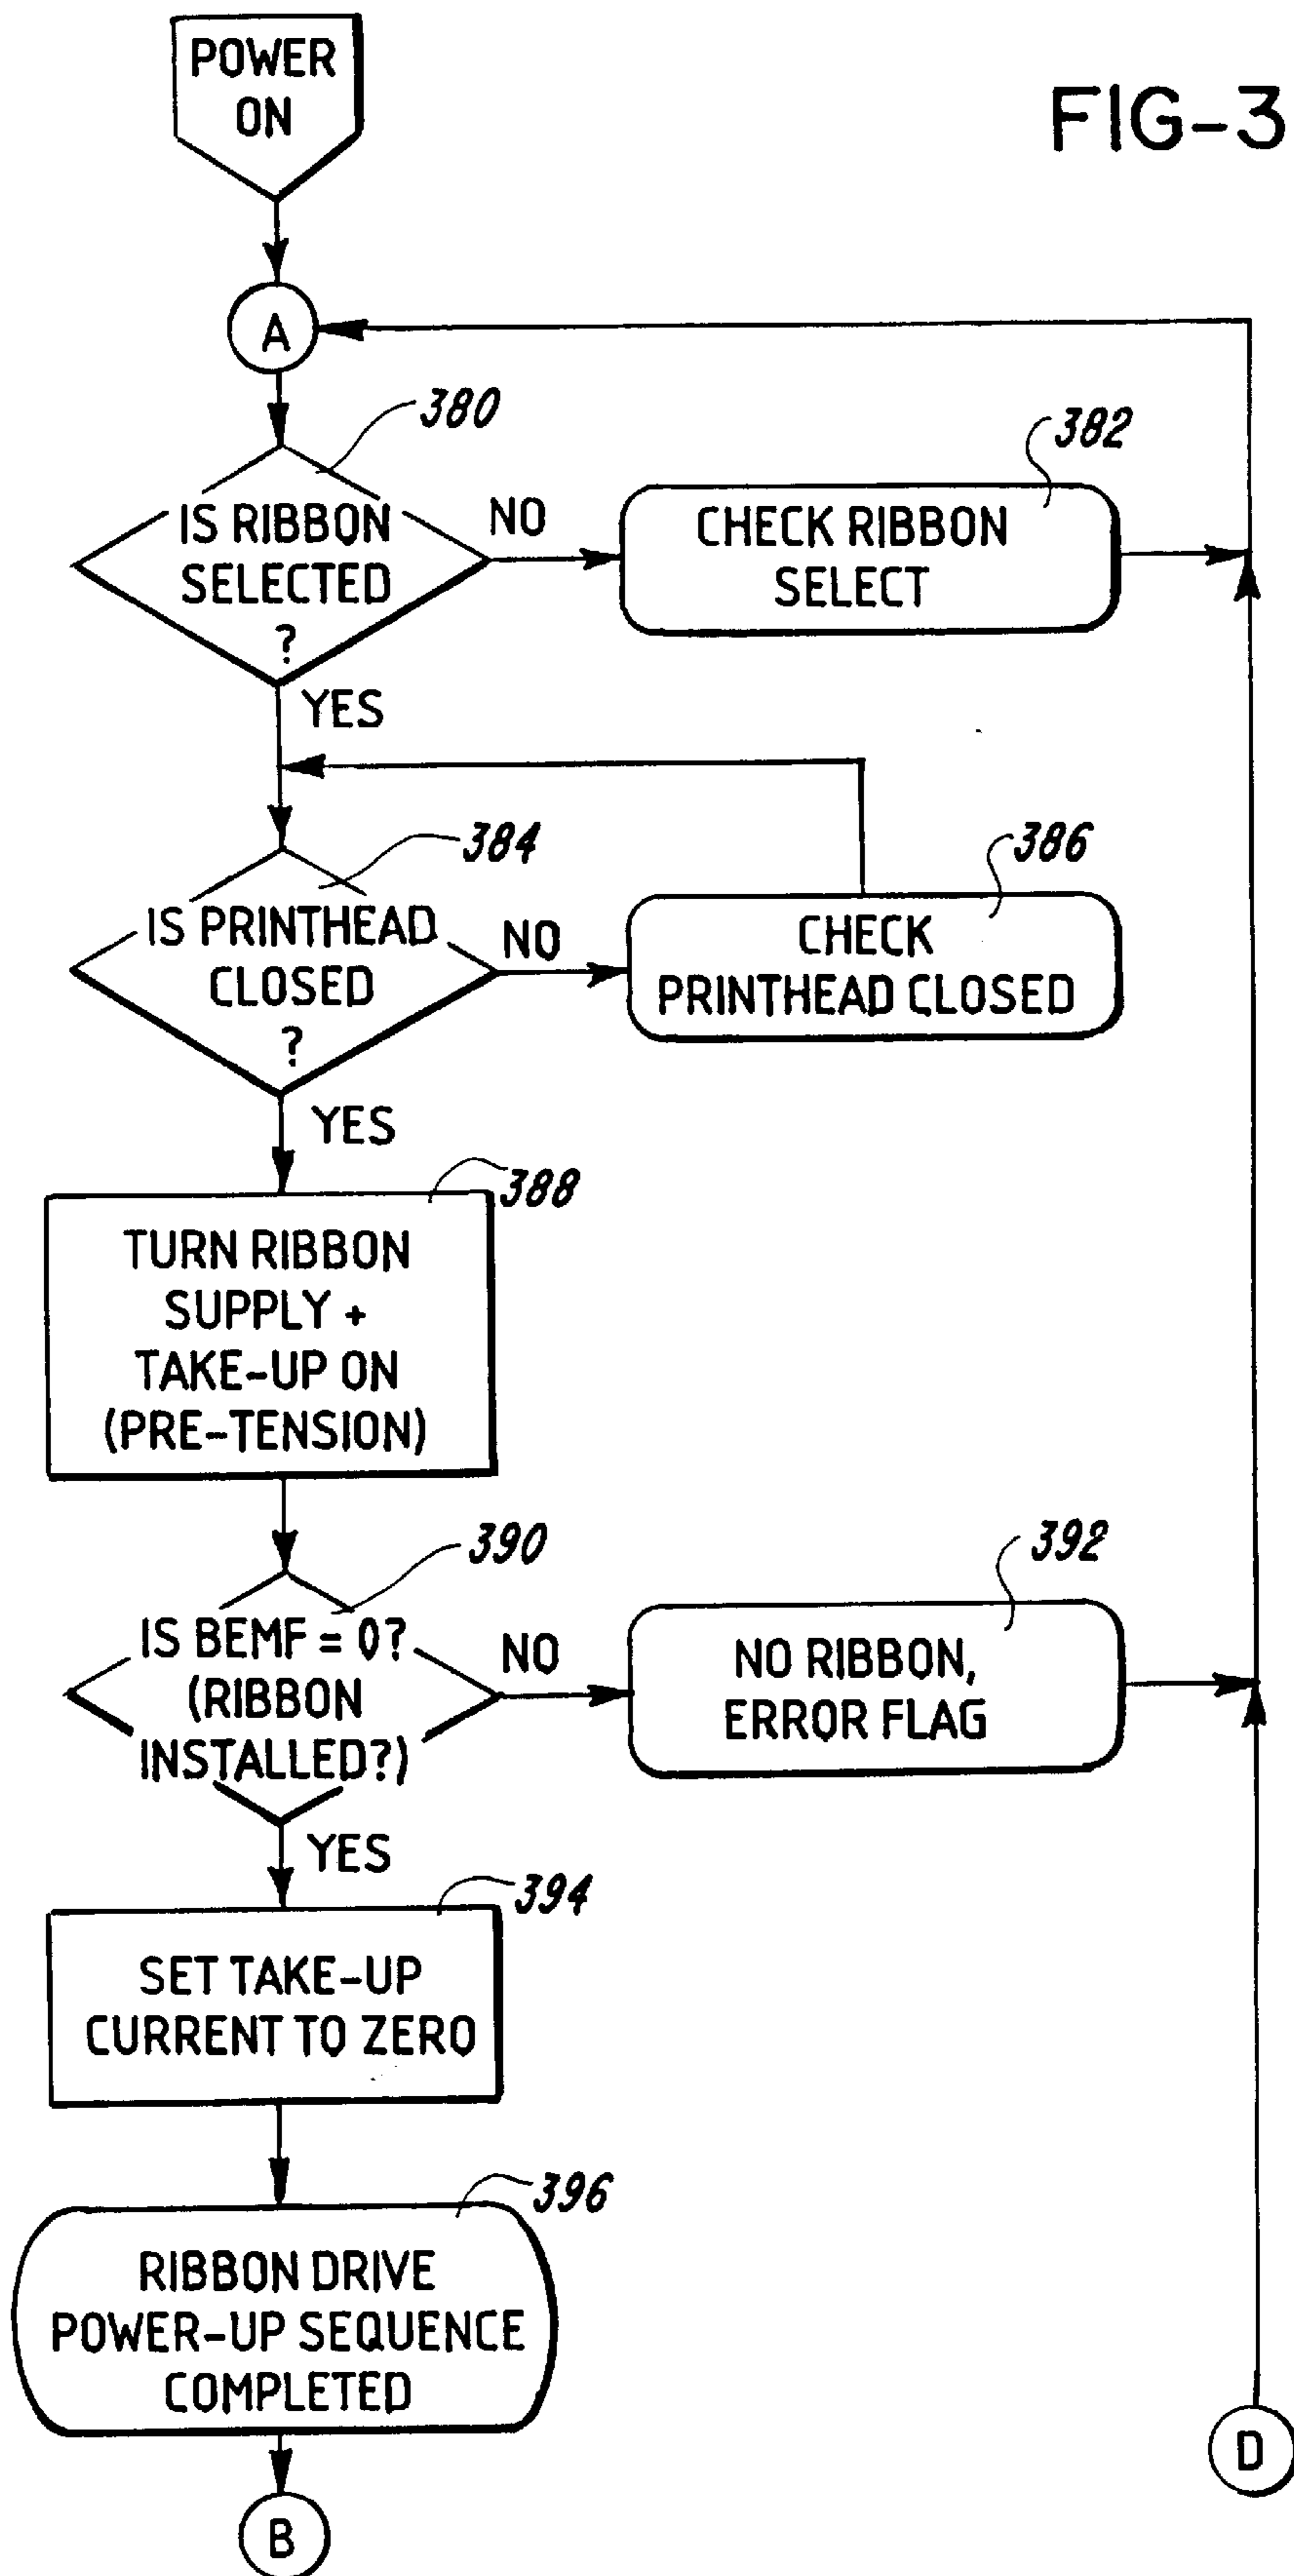 POWER
ON
FIG-3
A
380
IS RIBBON
SELECTED
?
NO
382
CHECK RIBBON
SELECT
YES
384
IS PRINTHEAD
CLOSED
?
NO
386
CHECK
PRINTHEAD CLOSED
YES
388
TURN RIBBON
SUPPLY +
TAKE-UP ON
(PRE-TENSION)
390
IS BEMF = 0?
(RIBBON
INSTALLED?)
NO
392
NO RIBBON,
ERROR FLAG
YES
394
SET TAKE-UP
CURRENT TO ZERO
396
RIBBON DRIVE
POWER-UP SEQUENCE
COMPLETED
D
B